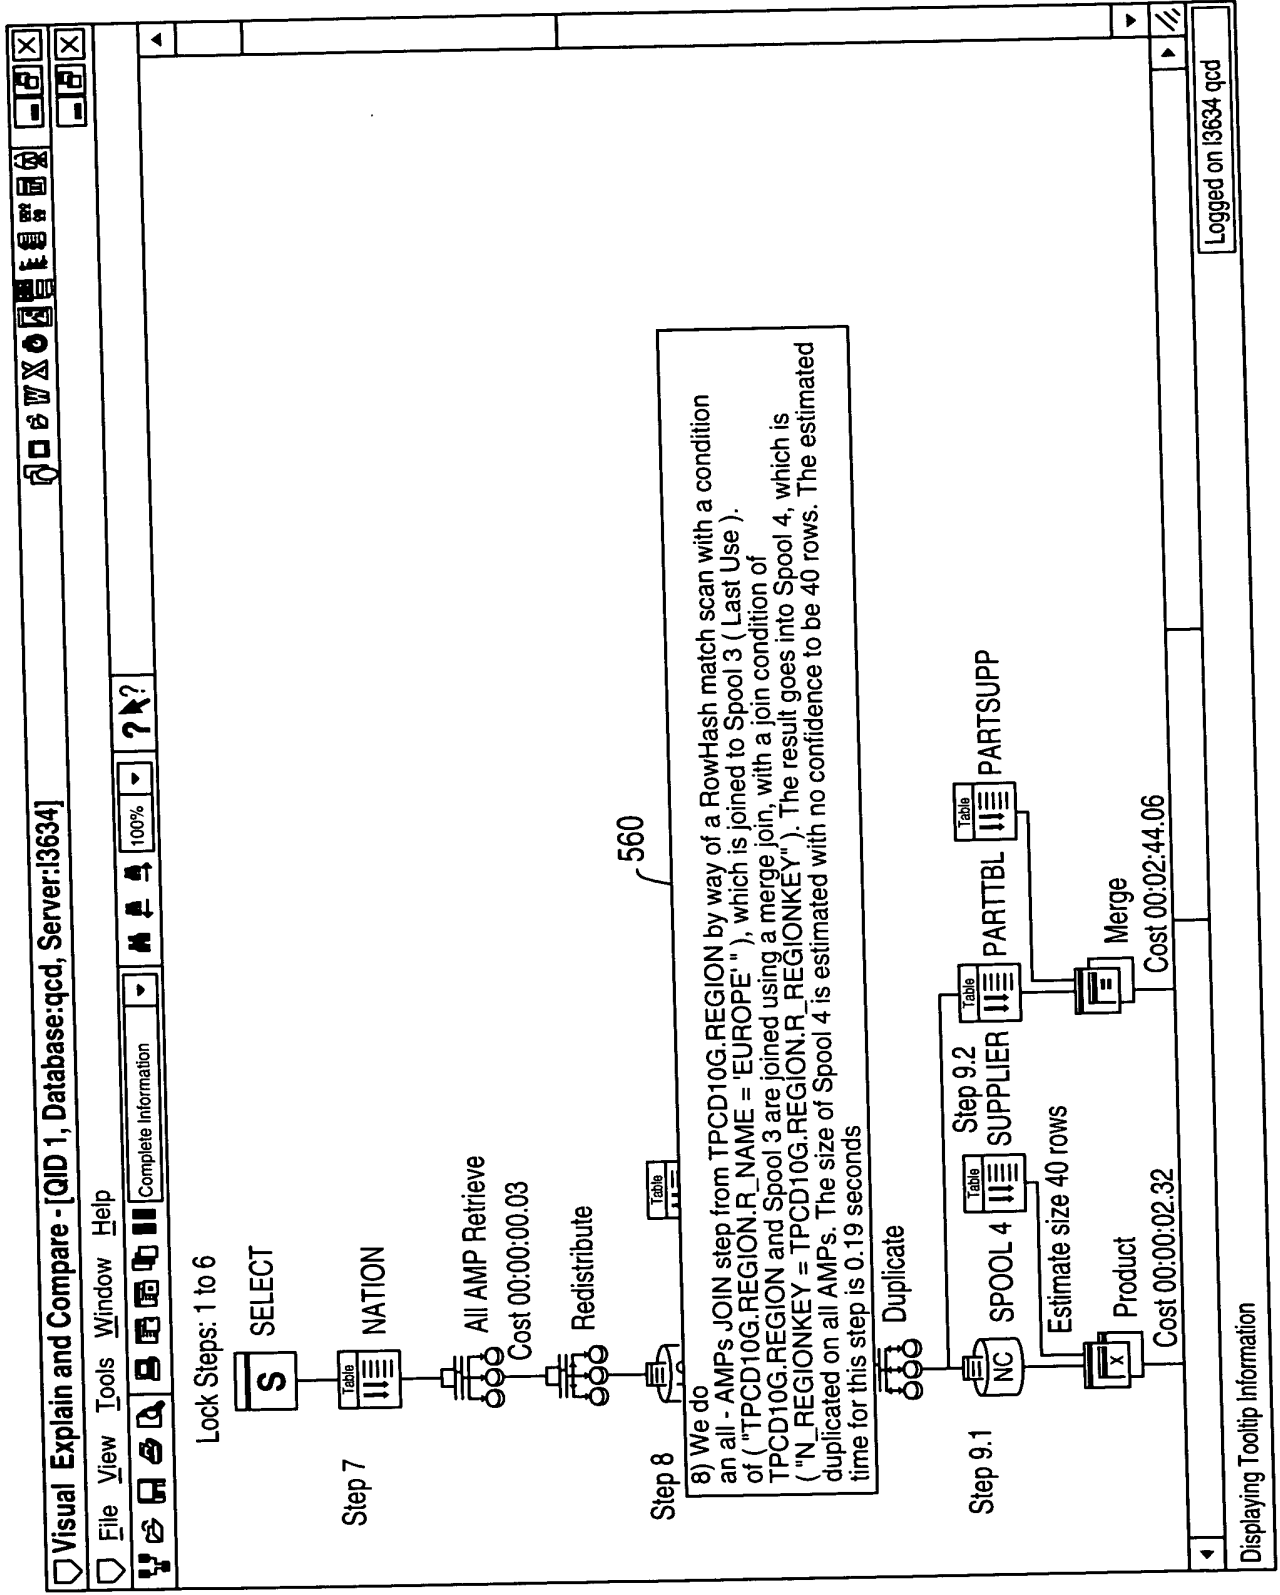 Visual Explain and Compare - [QID 1, Database:qcd, Server:l3634]
File View Tools Window Help
Complete Information
100%
Lock Steps: 1 to 6
S
SELECT
Step 7
Table
NATION
All AMP Retrieve
Cost 00:00:00.03
Redistribute
Step 8
Table
560
8) We do
an all - AMPs JOIN step from TPCD10G.REGION by way of a RowHash match scan with a condition
of ( "TPCD10G.REGION.R_NAME = 'EUROPE' " ), which is joined to Spool 3 ( Last Use ).
TPCD10G.REGION and Spool 3 are joined using a merge join, with a join condition of
( "N_REGIONKEY = TPCD10G.REGION.R_REGIONKEY" ). The result goes into Spool 4, which is
duplicated on all AMPs. The size of Spool 4 is estimated with no confidence to be 40 rows. The estimated
time for this step is 0.19 seconds
Duplicate
Step 9.1
NC
SPOOL 4
Table
SUPPLIER
Step 9.2
Table
PARTTBL
Table
PARTSUPP
Estimate size 40 rows
x
Product
Cost 00:00:02.32
=
Merge
Cost 00:02:44.06
Displaying Tooltip Information
Logged on l3634 qcd